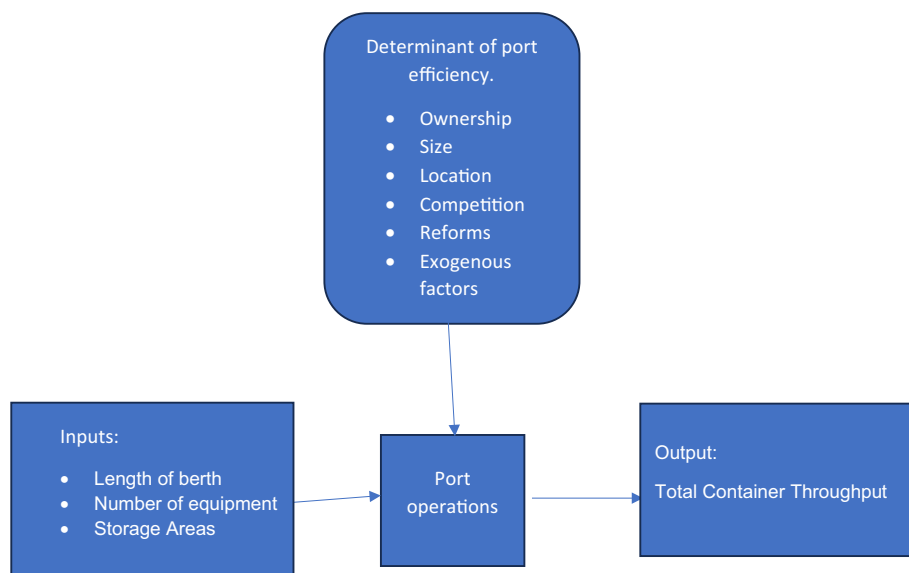 Determinant of port
efficiency.
• Ownership
• Size
• Location
• Competition
• Reforms
• Exogenous
factors
Inputs:
• Length of berth
• Number of equipment
• Storage Areas
Port
operations
Output:
Total Container Throughput